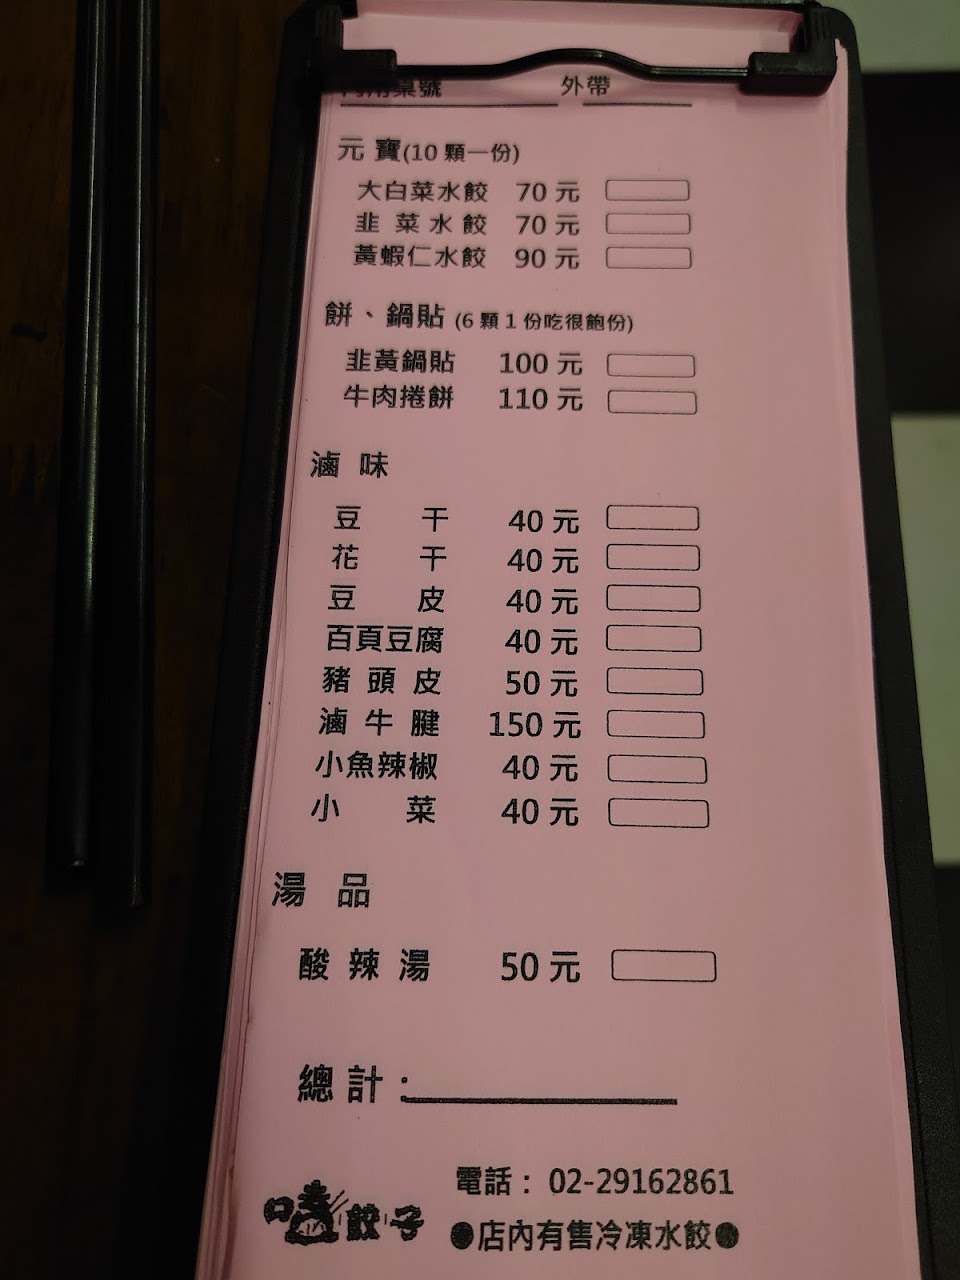 內用桌號 外帶
元 寶(10 顆一份)
大白菜水餃 70 元
韭 菜 水 餃 70 元
黃蝦仁水餃 90 元
餅、鍋貼 (6 顆 1 份吃很飽份)
韭黃鍋貼 100 元
牛肉捲餅 110 元
滷 味
豆 干 40 元
花 干 40 元
豆 皮 40 元
百頁豆腐 40 元
豬 頭 皮 50 元
滷 牛 腱 150 元
小魚辣椒 40 元
小 菜 40 元
湯 品
酸 辣 湯 50 元
總 計：
電話： 02-29162861
餃子
●店內有售冷凍水餃●